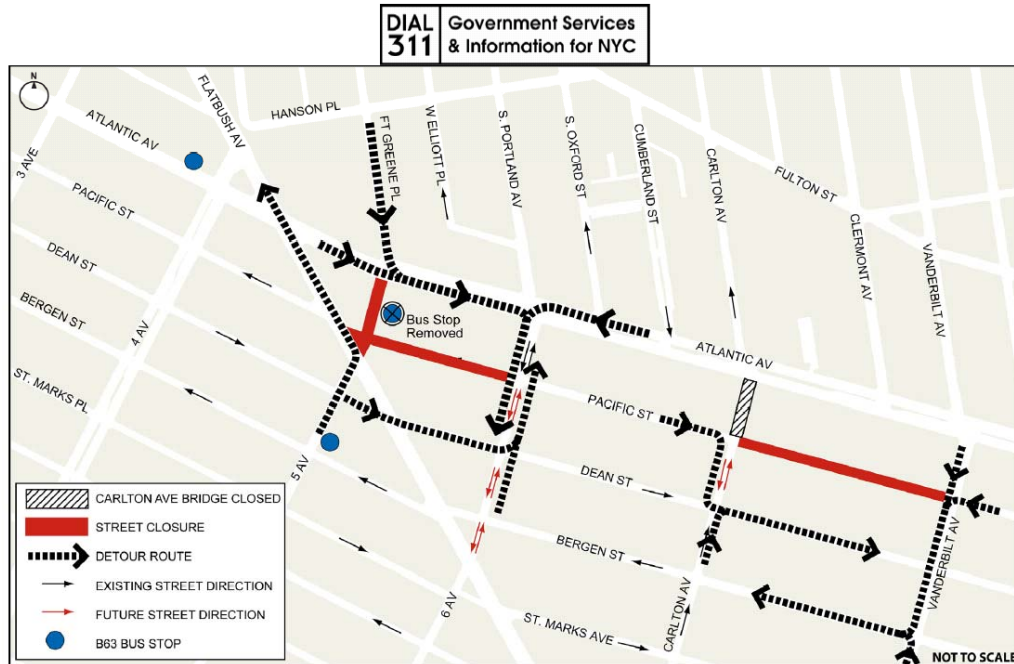 DIAL
311
Government Services
& Information for NYC
N
3 AVE
ATLANTIC AV
FLATBUSH AV
HANSON PL
FT GREENE PL
W ELLIOTT PL
S. PORTLAND AV
S. OXFORD ST
CUMBERLAND ST
CARLTON AV
FULTON ST
CLERMONT AV
VANDERBILT AV
PACIFIC ST
DEAN ST
BERGEN ST
ST. MARKS PL
4 AV
Bus Stop
Removed
ATLANTIC AV
PACIFIC ST
DEAN ST
BERGEN ST
ST. MARKS AVE
5 AV
6 AV
CARLTON AV
VANDERBILT AV
CARLTON AVE BRIDGE CLOSED
STREET CLOSURE
DETOUR ROUTE
EXISTING STREET DIRECTION
FUTURE STREET DIRECTION
B63 BUS STOP
NOT TO SCALE